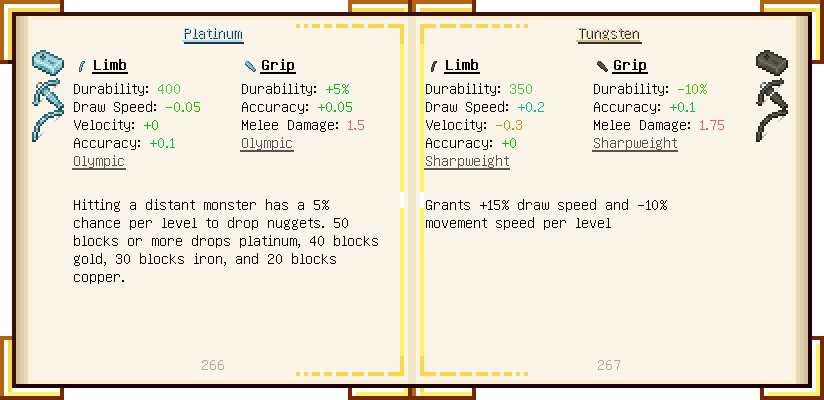 Platinum
Limb
Durability: 400
Draw Speed: -0.05
Velocity: +0
Accuracy: +0.1
Olympic
Grip
Durability: +5%
Accuracy: +0.05
Melee Damage: 1.5
Olympic
Hitting a distant monster has a 5%
chance per level to drop nuggets. 50
blocks or more drops platinum, 40 blocks
gold, 30 blocks iron, and 20 blocks
copper.
266
Tungsten
Limb
Durability: 350
Draw Speed: +0.2
Velocity: -0.3
Accuracy: +0
Sharpweight
Grip
Durability: -10%
Accuracy: +0.1
Melee Damage: 1.75
Sharpweight
Grants +15% draw speed and -10%
movement speed per level
267